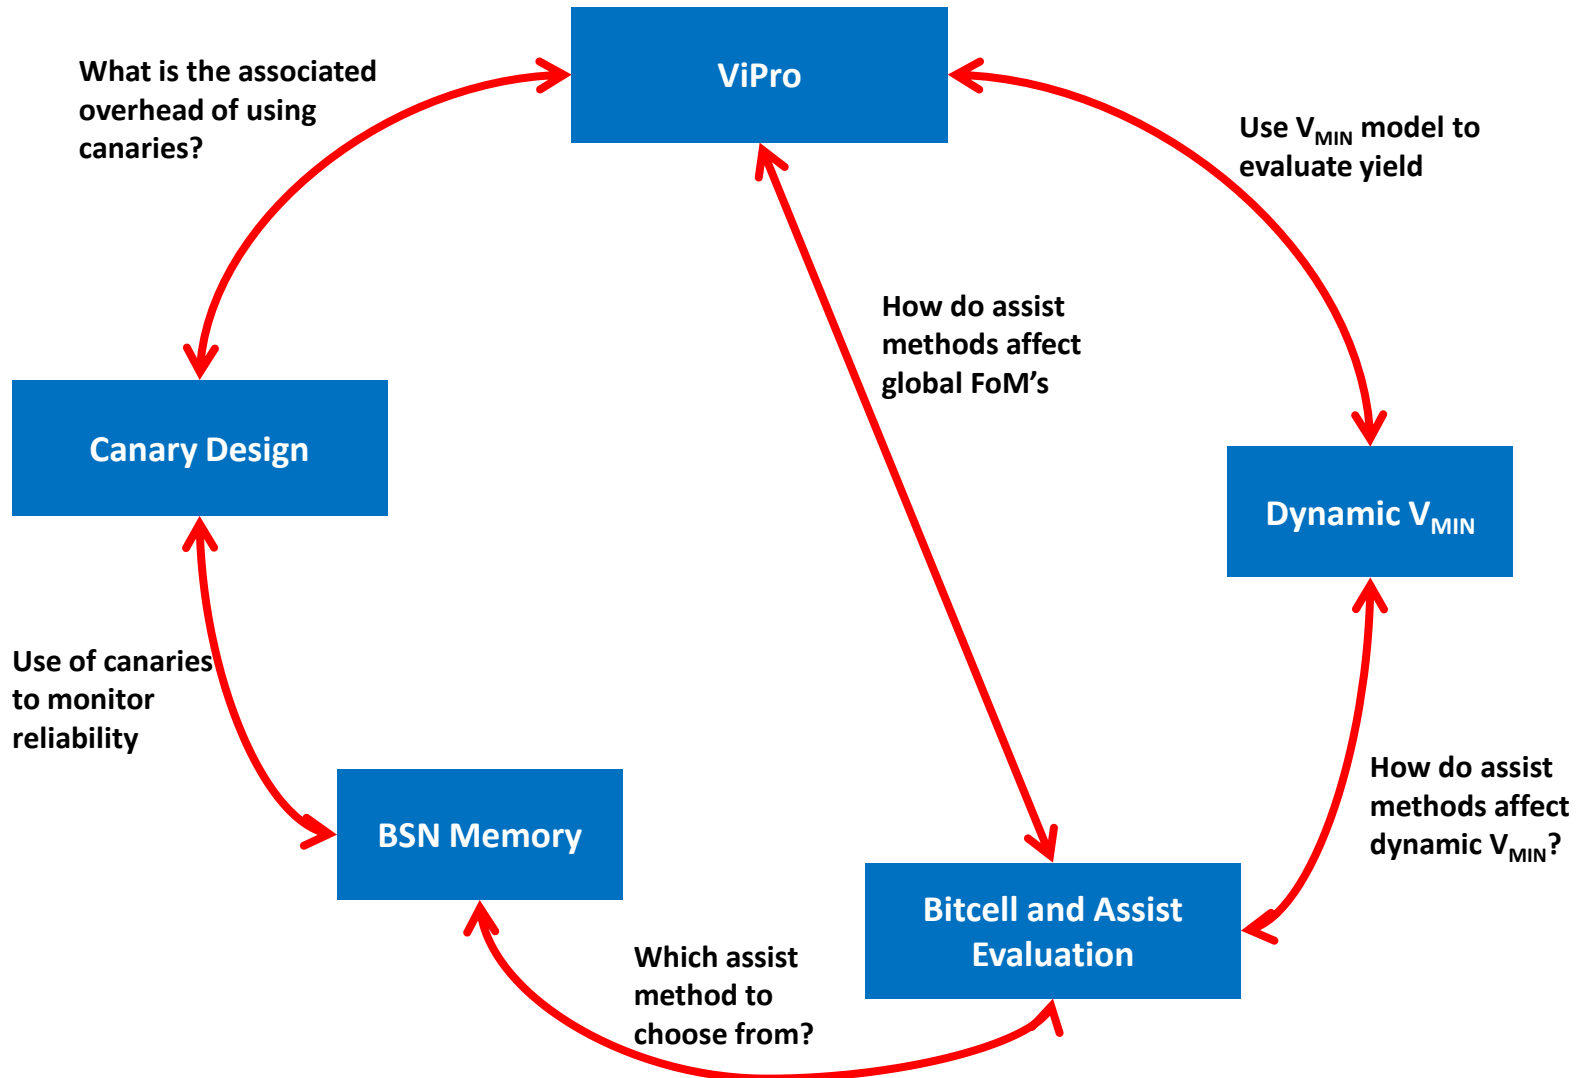 What is the associated
overhead of using
canaries?
ViPro
Use VMIN model to
evaluate yield
How do assist
methods affect
global FoM's
Canary Design
Dynamic VMIN
Use of canaries
to monitor
reliability
BSN Memory
How do assist
methods affect
dynamic VMIN?
Bitcell and Assist
Evaluation
Which assist
method to
choose from?